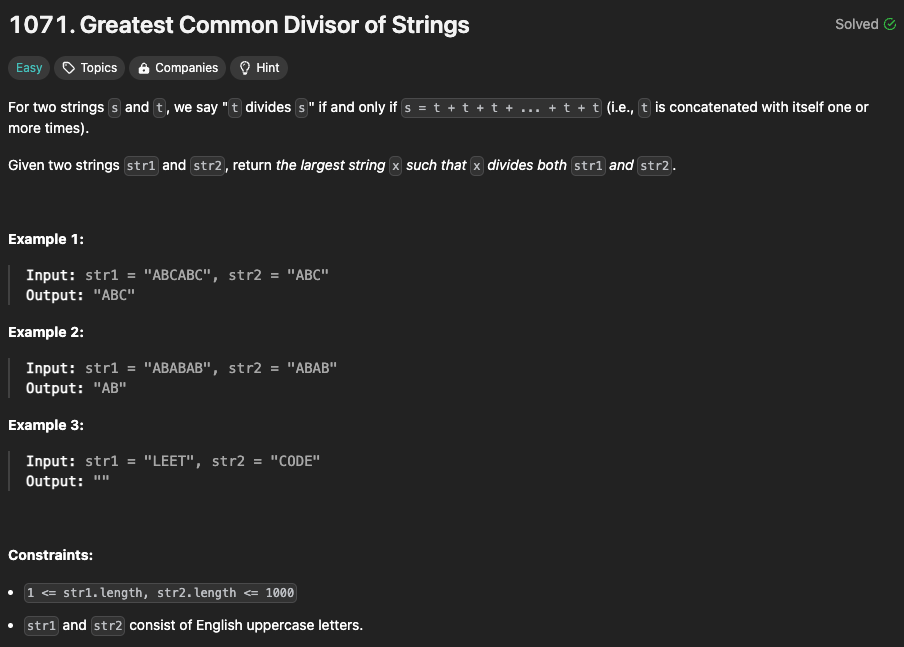 1071. Greatest Common Divisor of Strings
Solved
Easy Topics Companies Hint
For two strings s and t, we say "t divides s" if and only if s = t + t + t + ... + t + t (i.e., t is concatenated with itself one or
more times).
Given two strings str1 and str2, return the largest string x such that x divides both str1 and str2.
Example 1:
Input: str1 = "ABCABC", str2 = "ABC"
Output: "ABC"
Example 2:
Input: str1 = "ABABAB", str2 = "ABAB"
Output: "AB"
Example 3:
Input: str1 = "LEET", str2 = "CODE"
Output: ""
Constraints:
• 1 <= str1.length, str2.length <= 1000
• str1 and str2 consist of English uppercase letters.